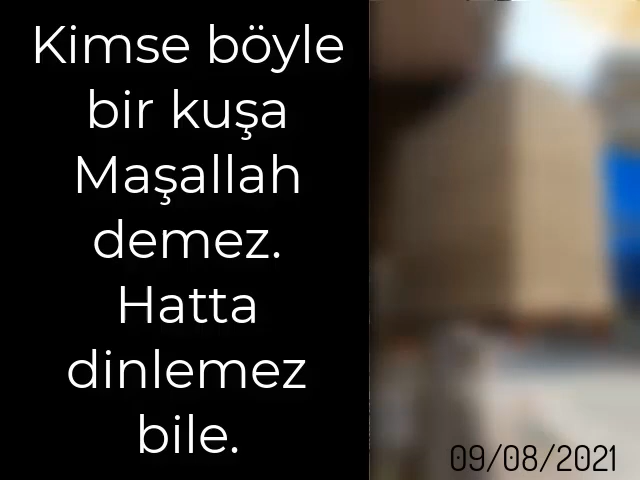 Kimse böyle
bir kuşa
Maşallah
demez.
Hatta
dinlemez
bile.
09/08/2021